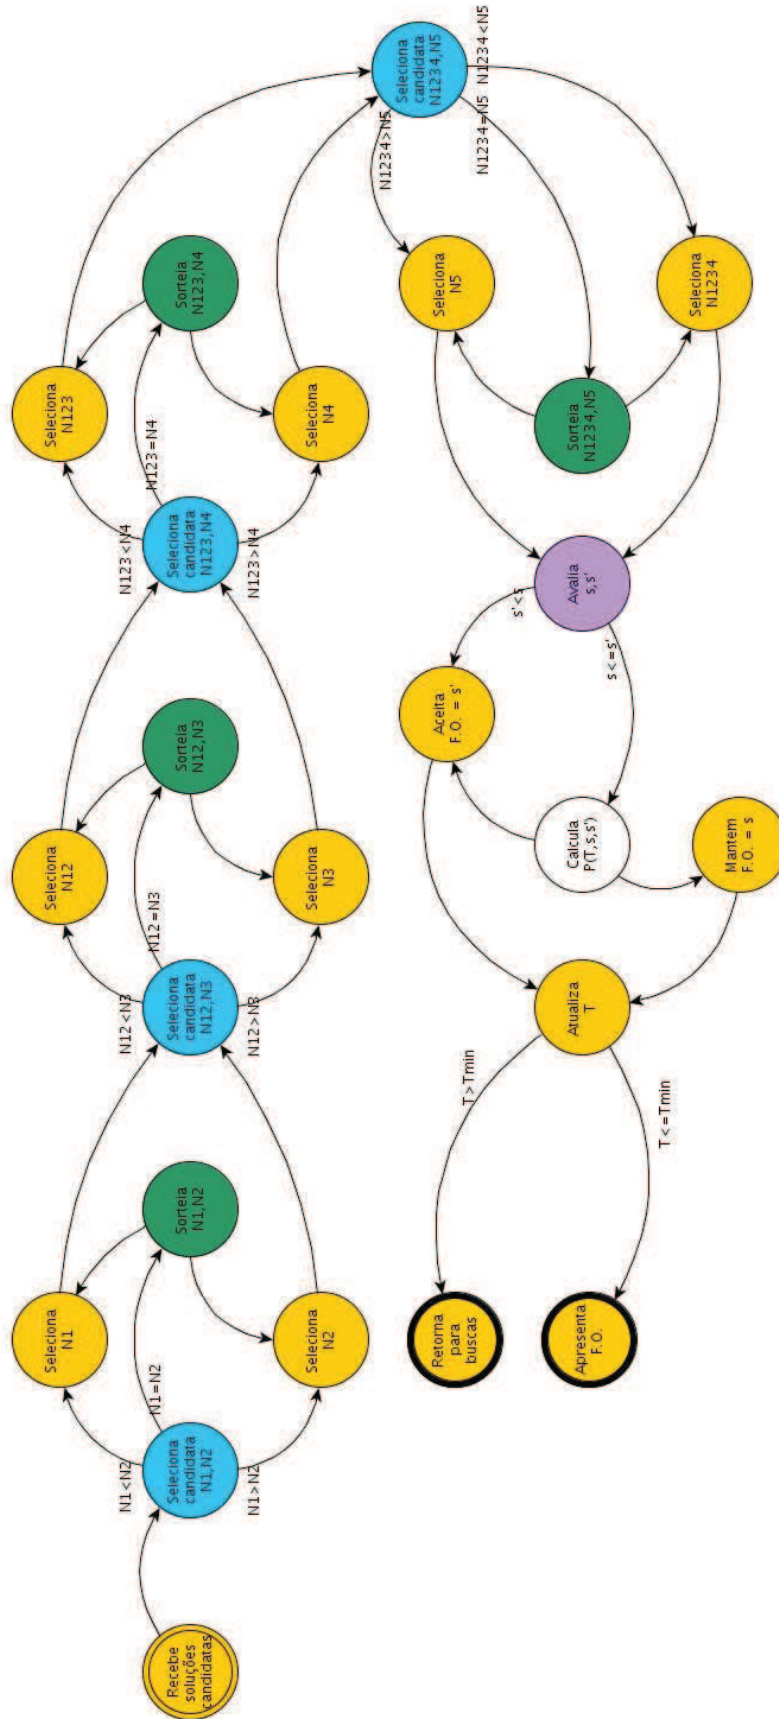 Recebe
soluções
candidatas
Seleciona
candidata
N1,N2
N1<N2
N1=N2
N1>N2
Seleciona
N1
Sorteia
N1,N2
Seleciona
N2
Seleciona
candidata
N12,N3
N12<N3
N12=N3
N12>N3
Seleciona
N12
Sorteia
N12,N3
Seleciona
N3
Seleciona
candidata
N123,N4
N123<N4
N123=N4
N123>N4
Seleciona
N123
Sorteia
N123,N4
Seleciona
N4
Seleciona
candidata
N1234,N5
N1234>N5
N1234=N5
N1234<N5
Seleciona
N5
Sorteia
N1234,N5
Seleciona
N1234
Avalia
s,s'
s'<s
s<=s'
Aceita
F.O. = s'
Calcula
P(T,s,s')
Mantem
F.O. = s
Atualiza
T
T>Tmin
T<=Tmin
Retorna
para
buscas
Apresenta
F.O.